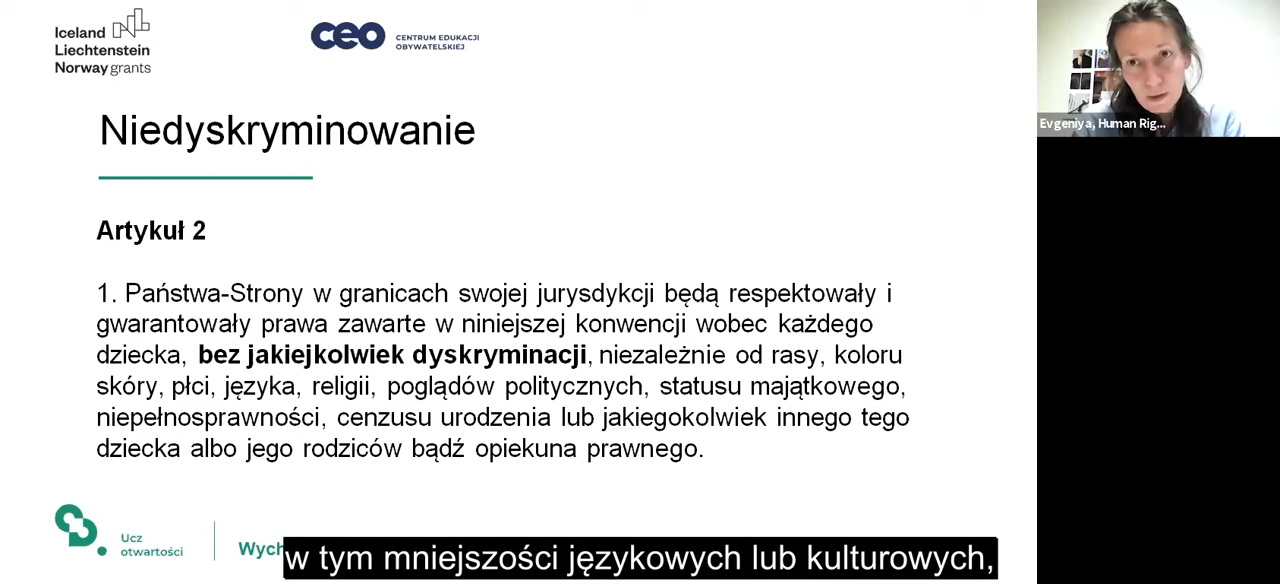 Iceland
Liechtenstein
Norway grants
ceo CENTRUM EDUKACJI
OBYWATELSKIEJ
Evgeniya, Human Rig...
Niedyskryminowanie
Artykuł 2
1. Państwa-Strony w granicach swojej jurysdykcji będą respektowały i
gwarantowały prawa zawarte w niniejszej konwencji wobec każdego
dziecka, bez jakiejkolwiek dyskryminacji, niezależnie od rasy, koloru
skóry, płci, języka, religii, poglądów politycznych, statusu majątkowego,
niepełnosprawności, cenzusu urodzenia lub jakiegokolwiek innego tego
dziecka albo jego rodziców bądź opiekuna prawnego.
Ucz
otwartości
w tym mniejszości językowych lub kulturowych,